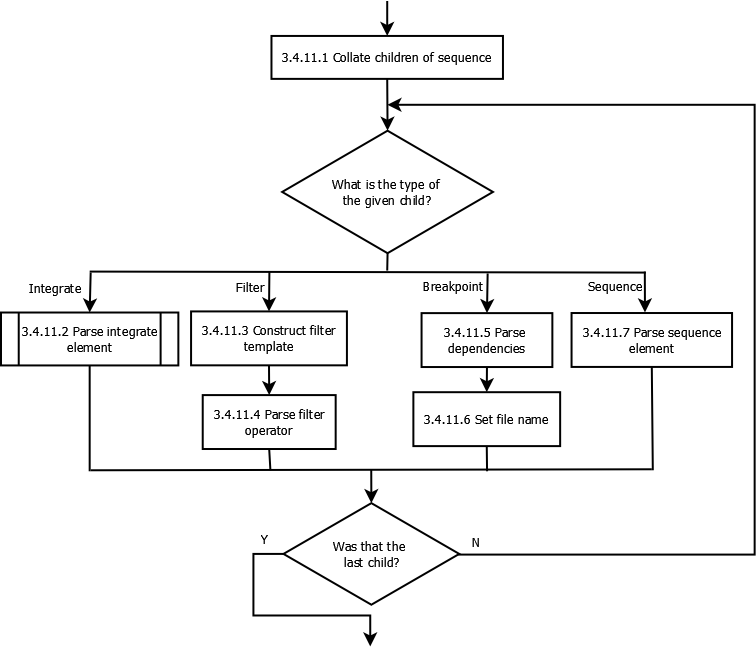 3.4.11.1 Collate children of sequence
What is the type of
the given child?
Integrate
Filter
Breakpoint
Sequence
3.4.11.2 Parse integrate
element
3.4.11.3 Construct filter
template
3.4.11.5 Parse
dependencies
3.4.11.7 Parse sequence
element
3.4.11.4 Parse filter
operator
3.4.11.6 Set file name
Y
Was that the
last child?
N